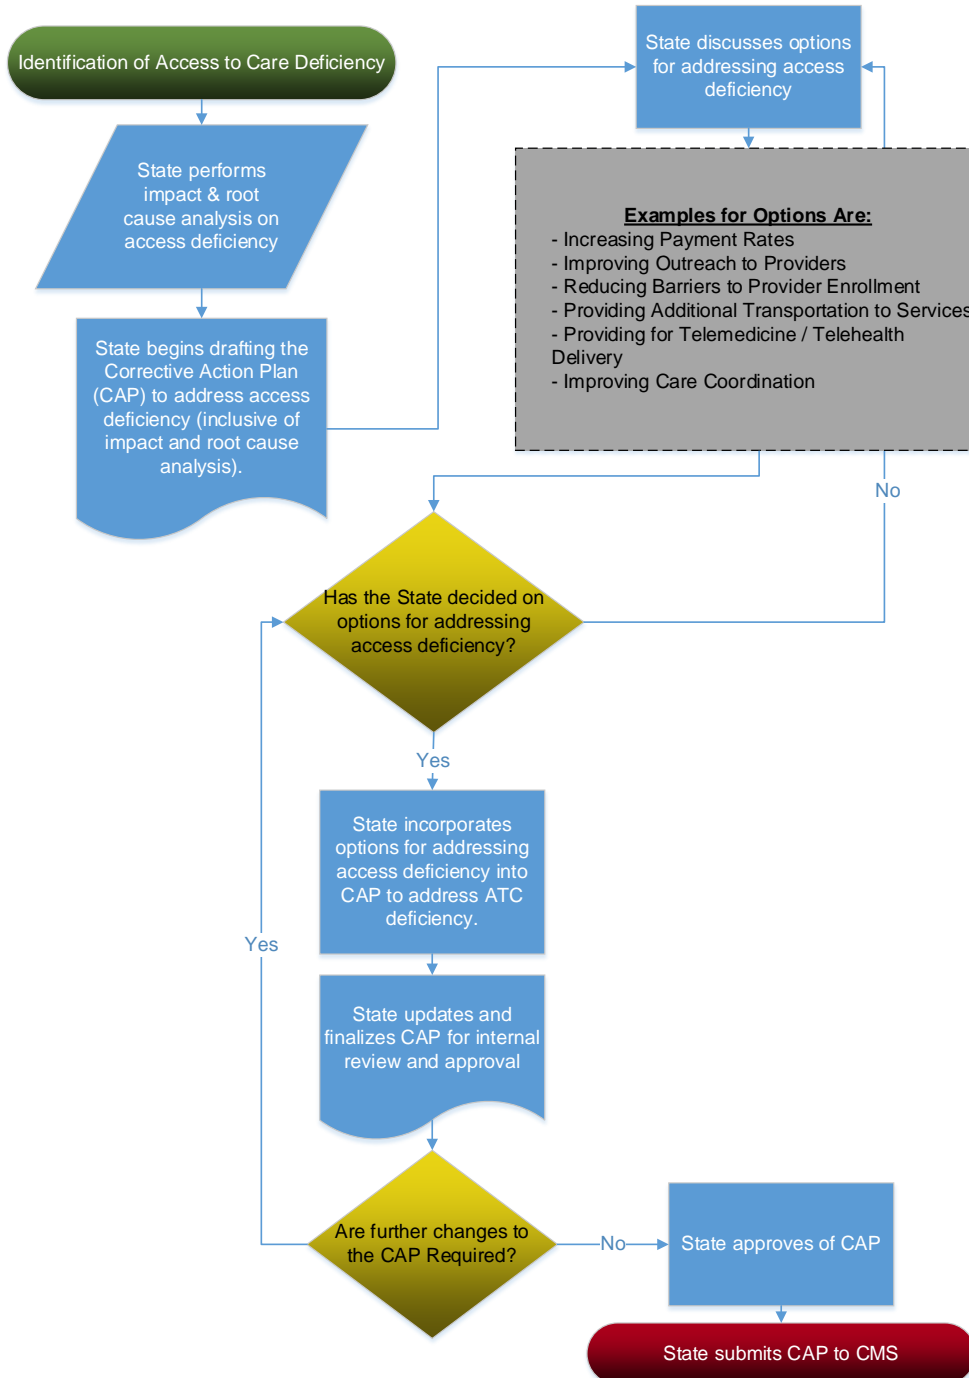 Identification of Access to Care Deficiency
State performs
impact & root
cause analysis on
access deficiency
State begins drafting the
Corrective Action Plan
(CAP) to address access
deficiency (inclusive of
impact and root cause
analysis).
State discusses options
for addressing access
deficiency
Examples for Options Are:
- Increasing Payment Rates
- Improving Outreach to Providers
- Reducing Barriers to Provider Enrollment
- Providing Additional Transportation to Services
- Providing for Telemedicine / Telehealth
Delivery
- Improving Care Coordination
No
Has the State decided on
options for addressing
access deficiency?
Yes
State incorporates
options for addressing
access deficiency into
CAP to address ATC
deficiency.
Yes
State updates and
finalizes CAP for internal
review and approval
Are further changes to
the CAP Required?
No
State approves of CAP
State submits CAP to CMS